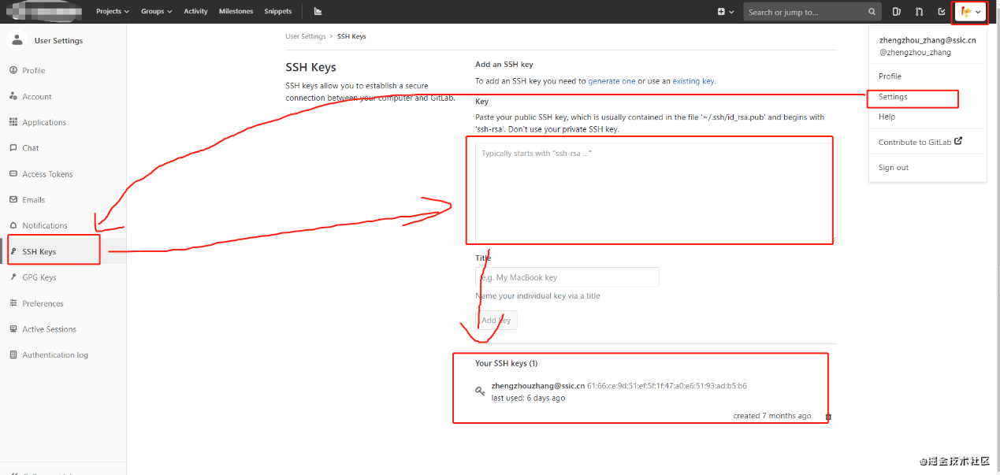 Projects Groups Activity Milestones Snippets
Search or jump to...
User Settings
Profile
Account
Applications
Chat
Access Tokens
Emails
Notifications
SSH Keys
GPG Keys
Preferences
Active Sessions
Authentication log
User Settings > SSH Keys
SSH Keys
SSH keys allow you to establish a secure
connection between your computer and GitLab.
Add an SSH key
To add an SSH key you need to generate one or use an existing key.
Key
Paste your public SSH key, which is usually contained in the file '~/.ssh/id_rsa.pub' and begins with
'ssh-rsa'. Don't use your private SSH key.
Typically starts with "ssh-rsa ..."
Title
e.g. My MacBook key
Name your individual key via a title
Add key
Your SSH keys (1)
zhengzhouzhang@ssic.cn 61:66:ce:9d:51:ef:5f:1f:47:a0:e6:51:93:ad:b5:b6
last used: 6 days ago
created 7 months ago
zhengzhou_zhang@ssic.cn
@zhengzhou_zhang
Profile
Settings
Help
Contribute to GitLab
Sign out
@掘金技术社区